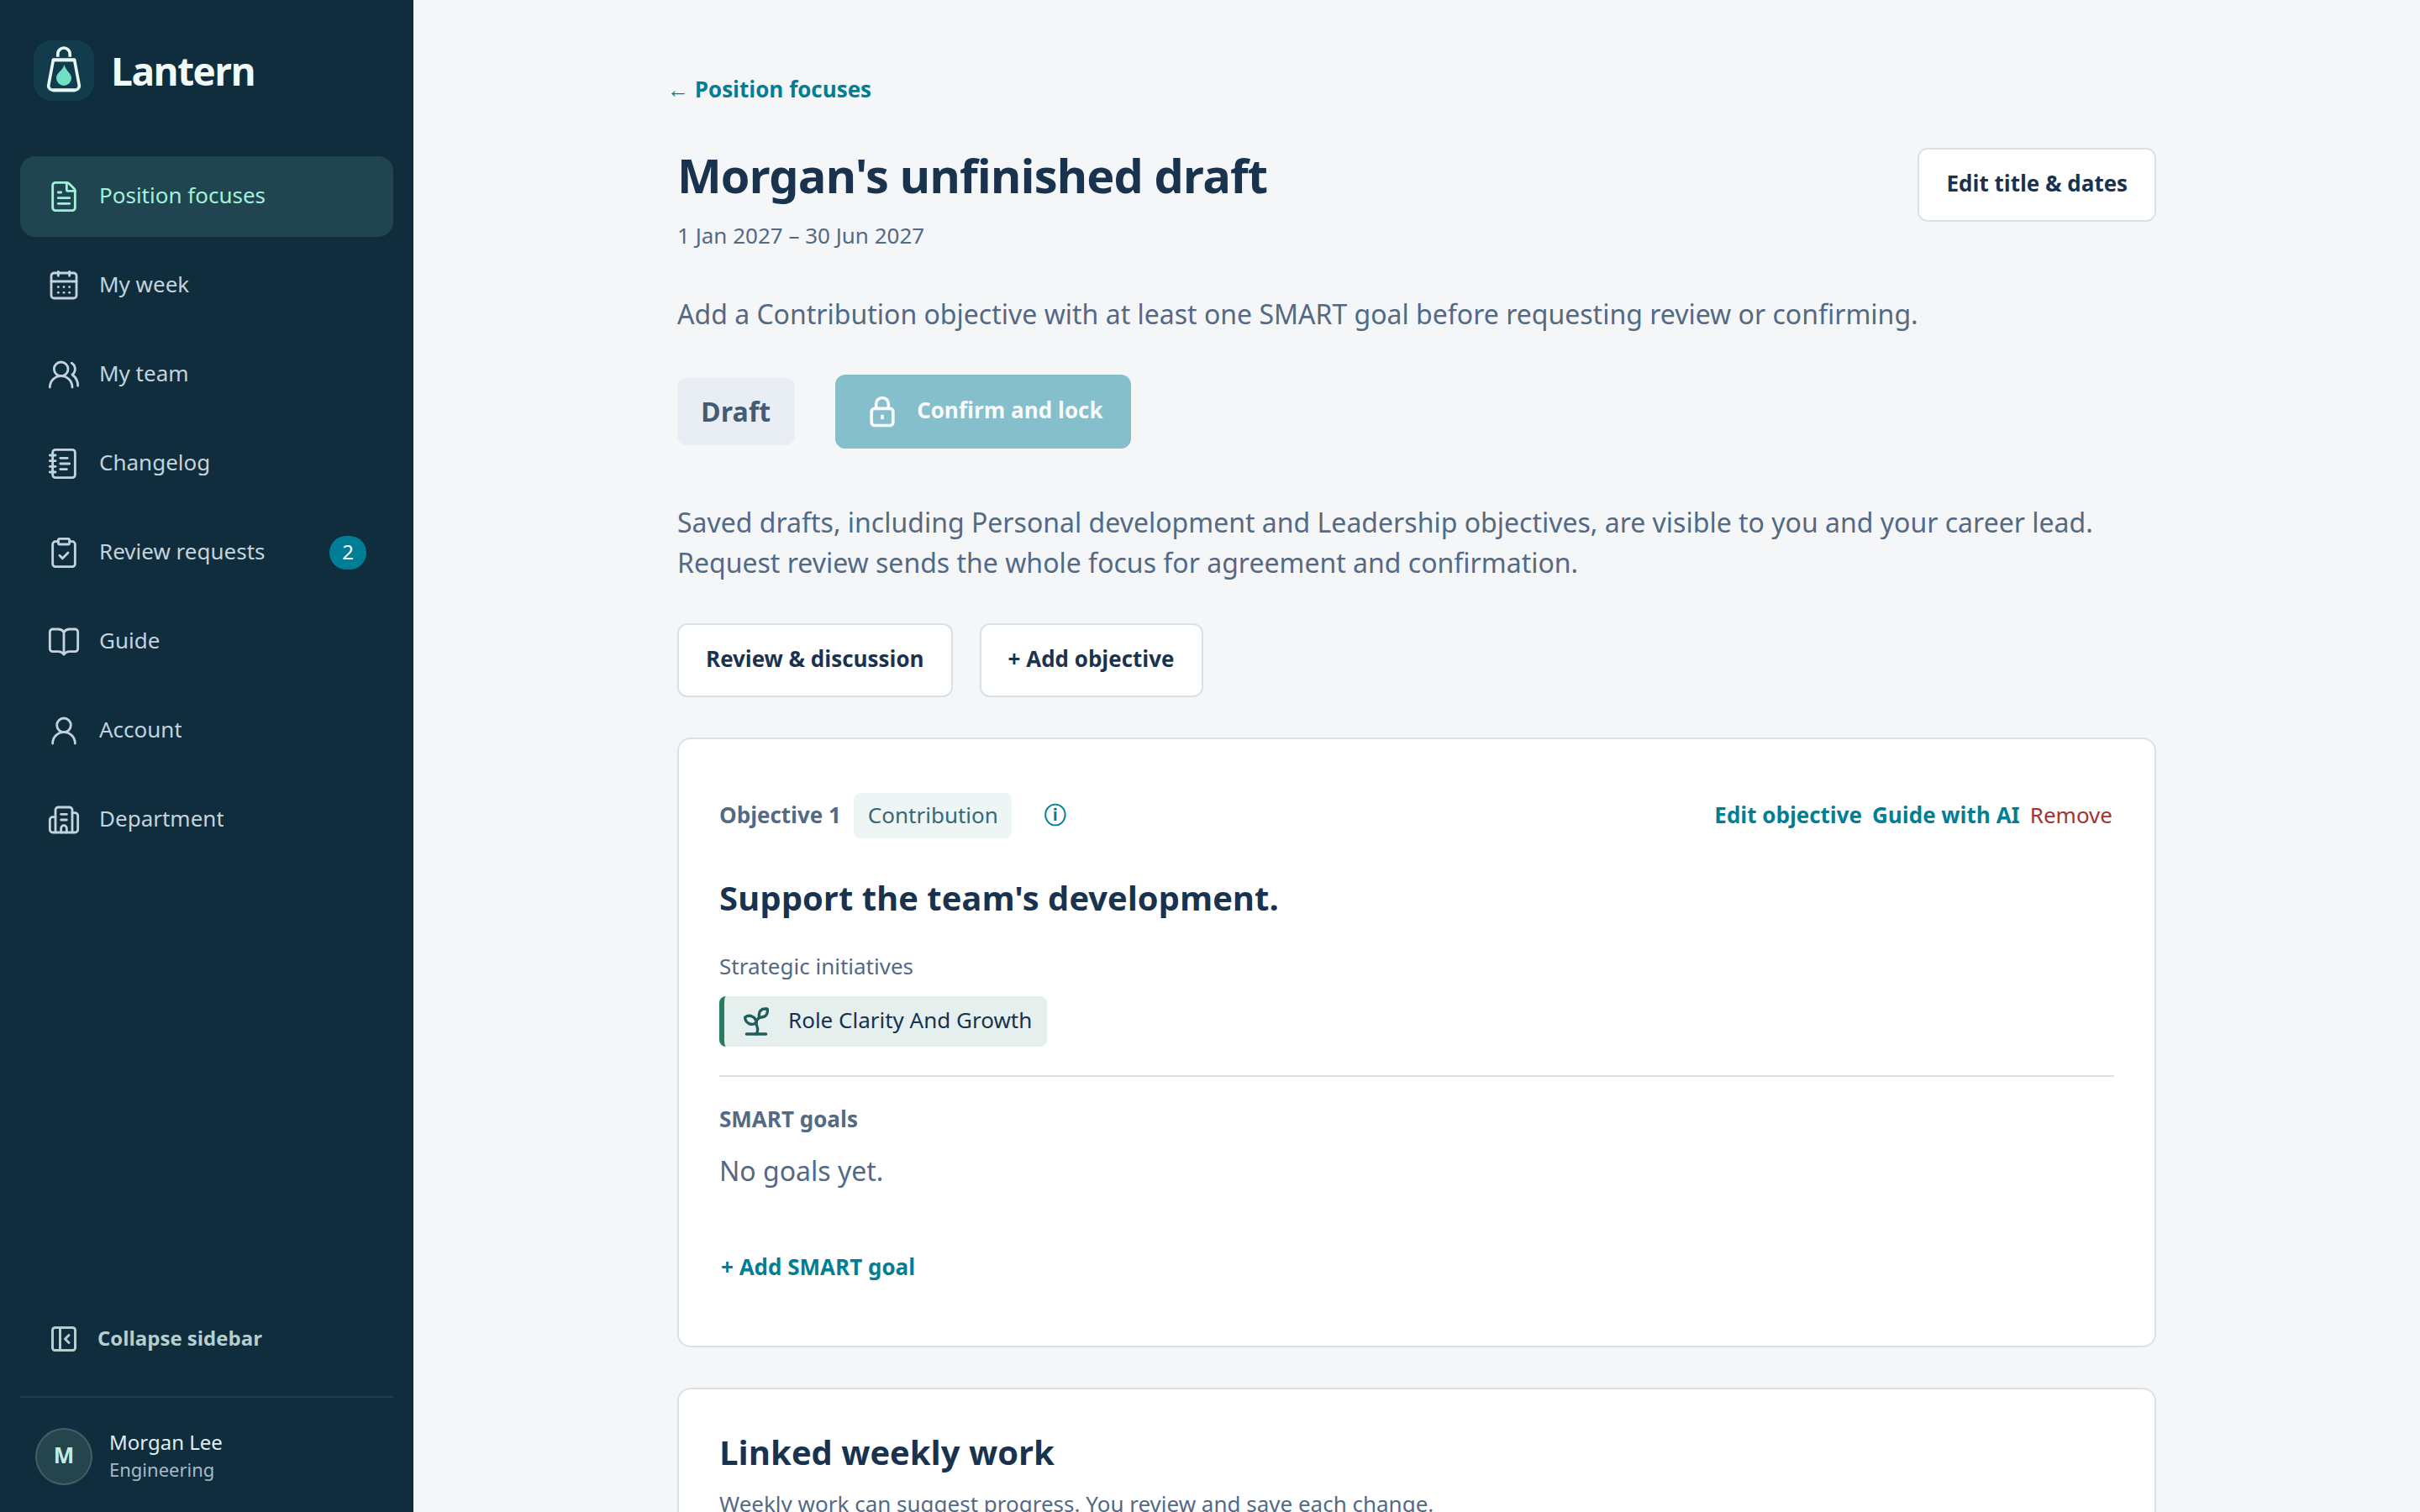 Lantern
Position focuses
My week
My team
Changelog
Review requests
2
Guide
Account
Department
Collapse sidebar
M
Morgan Lee
Engineering
← Position focuses
Morgan's unfinished draft
Edit title & dates
1 Jan 2027 – 30 Jun 2027
Add a Contribution objective with at least one SMART goal before requesting review or confirming.
Draft
Confirm and lock
Saved drafts, including Personal development and Leadership objectives, are visible to you and your career lead.
Request review sends the whole focus for agreement and confirmation.
Review & discussion
+ Add objective
Objective 1
Contribution
ⓘ
Edit objective
Guide with AI
Remove
Support the team's development.
Strategic initiatives
Role Clarity And Growth
SMART goals
No goals yet.
+ Add SMART goal
Linked weekly work
Weekly work can suggest progress. You review and save each change.